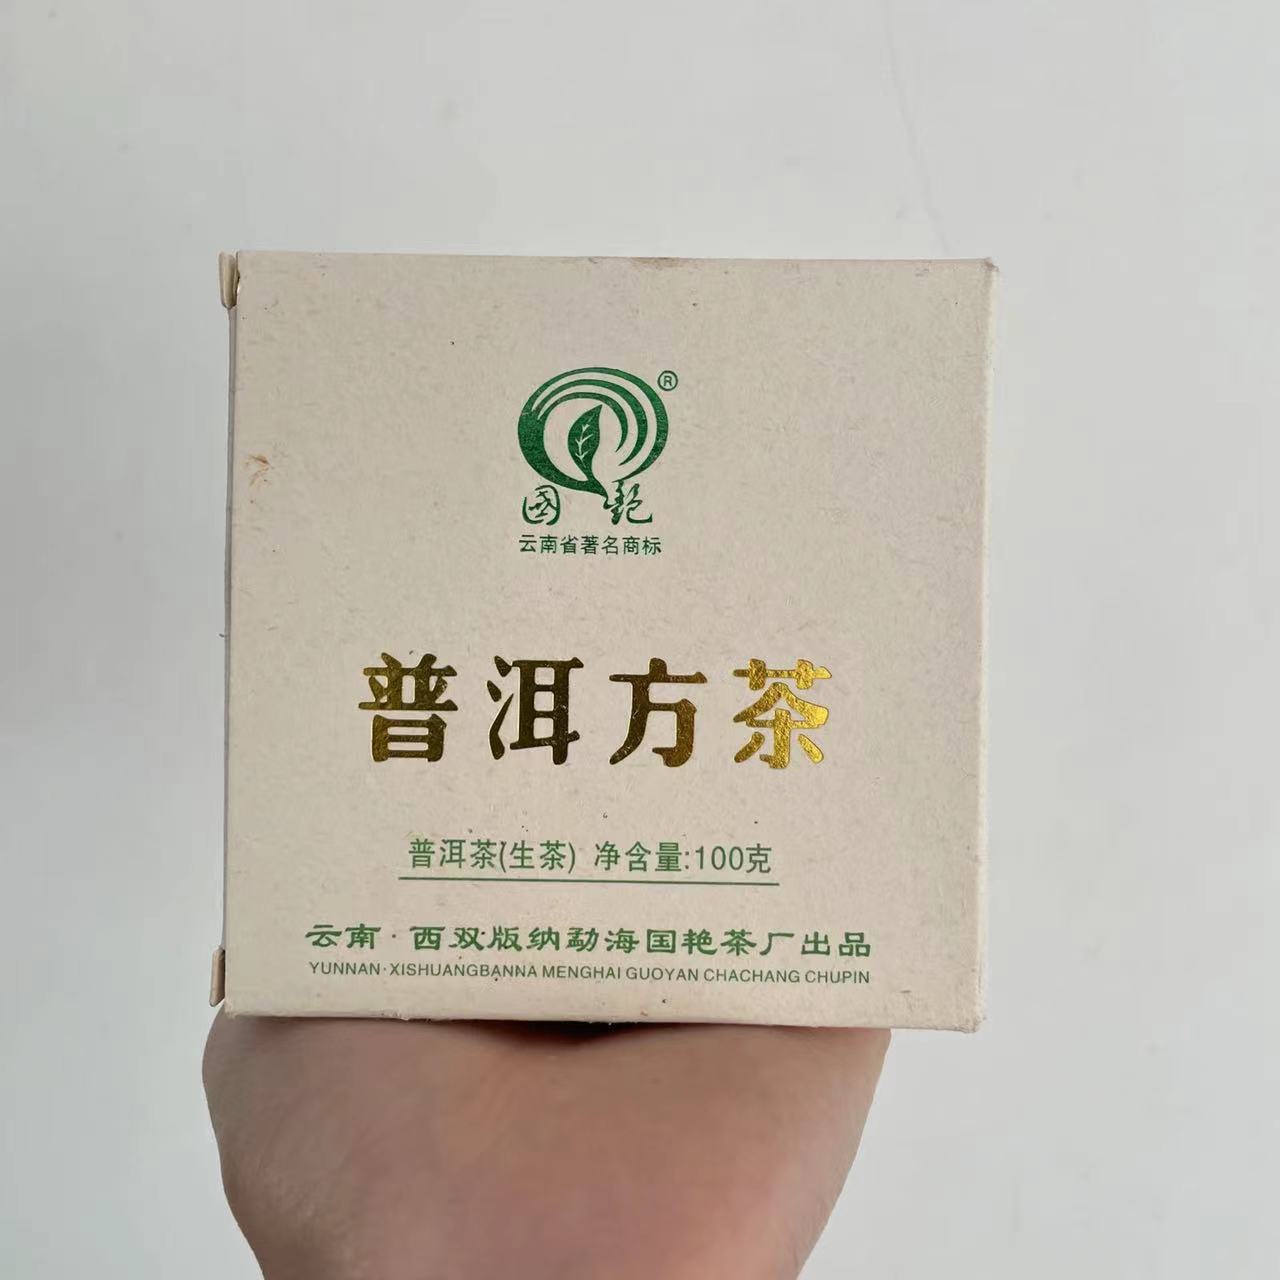 ®
國艷
云南省著名商标
普洱方茶
普洱茶(生茶) 净含量:100克
云南·西双版纳勐海国艳茶厂出品
YUNNAN·XISHUANGBANNA MENGHAI GUOYAN CHACHANG CHUPIN